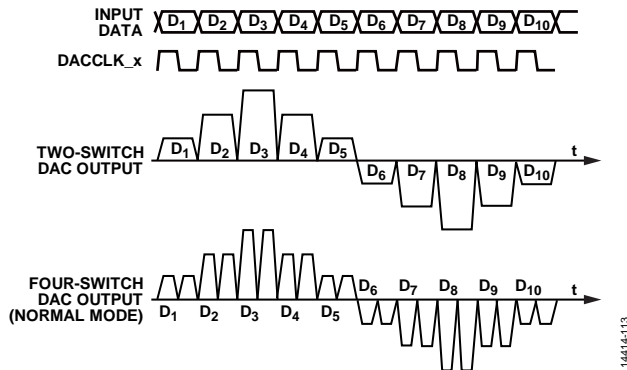 INPUT
DATA
D1 D2 D3 D4 D5 D6 D7 D8 D9 D10
DACCLK_x
TWO-SWITCH
DAC OUTPUT
D1 D2 D3 D4 D5
D6 D7 D8 D9 D10
t
FOUR-SWITCH
DAC OUTPUT
(NORMAL MODE)
D1 D2 D3 D4 D5
D6 D7 D8 D9 D10
t
14414-113